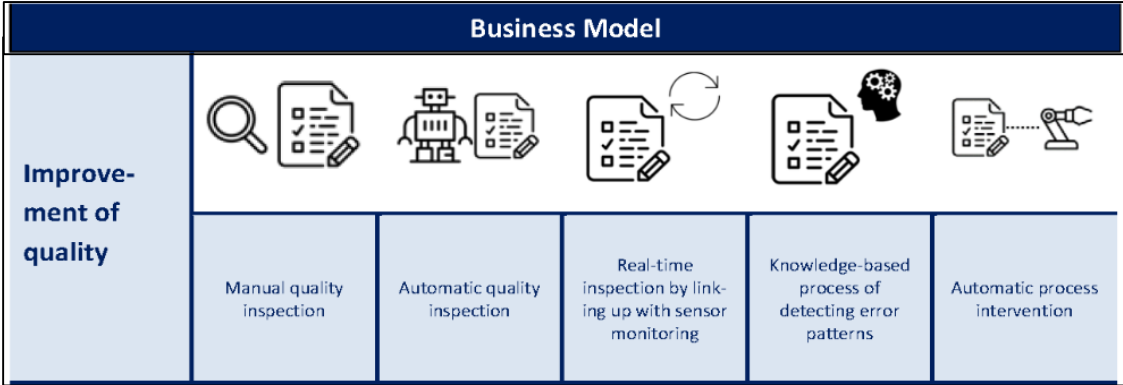 Business Model
Improve-
ment of
quality
Manual quality
inspection
Automatic quality
inspection
Real-time
inspection by link-
ing up with sensor
monitoring
Knowledge-based
process of
detecting error
patterns
Automatic process
intervention